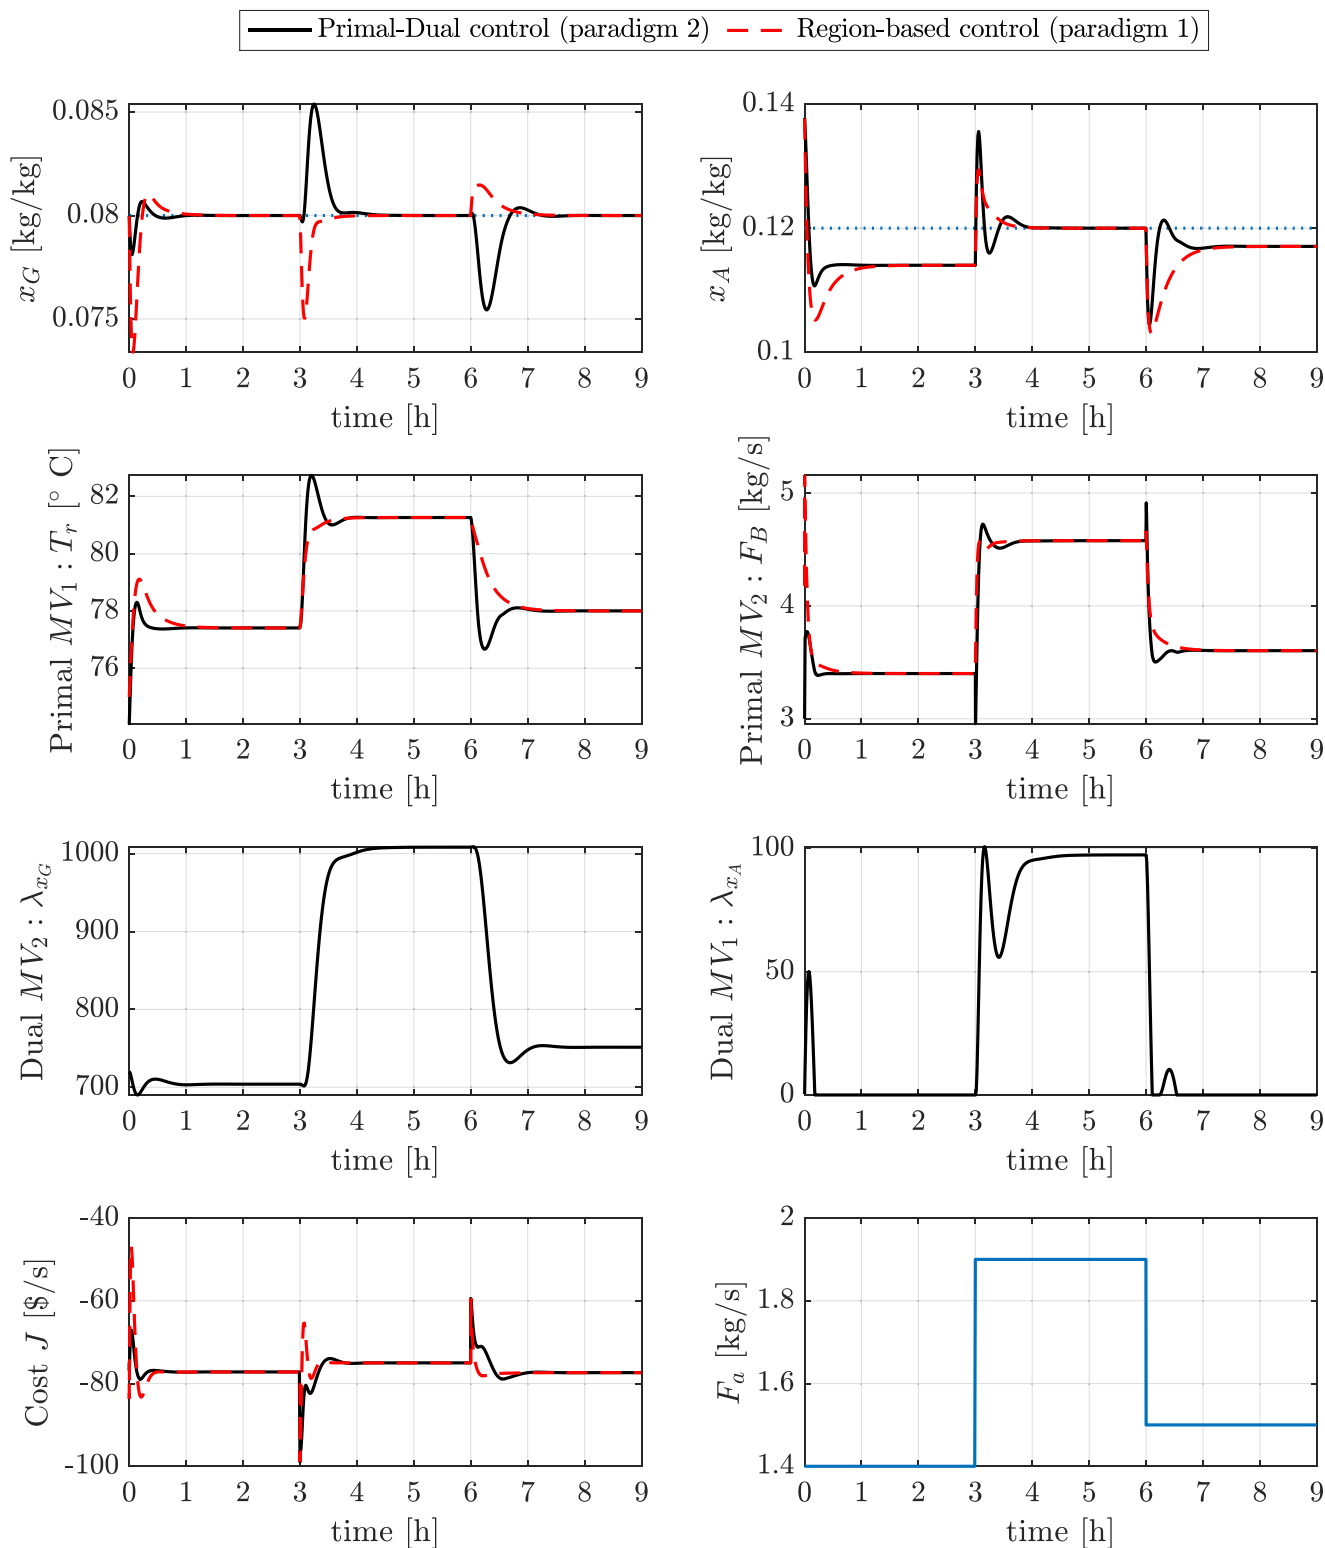 Primal-Dual control (paradigm 2) Region-based control (paradigm 1)
x_G [kg/kg]
0.085
0.08
0.075
0 1 2 3 4 5 6 7 8 9
time [h]
x_A [kg/kg]
0.14
0.12
0.1
0 1 2 3 4 5 6 7 8 9
time [h]
Primal MV_1 : T_r [° C]
82
80
78
76
0 1 2 3 4 5 6 7 8 9
time [h]
Primal MV_2 : F_B [kg/s]
5
4
3
0 1 2 3 4 5 6 7 8 9
time [h]
Dual MV_2 : λ_{x_G}
1000
900
800
700
0 1 2 3 4 5 6 7 8 9
time [h]
Dual MV_1 : λ_{x_A}
100
50
0
0 1 2 3 4 5 6 7 8 9
time [h]
Cost J [$/s]
-40
-60
-80
-100
0 1 2 3 4 5 6 7 8 9
time [h]
F_a [kg/s]
2
1.8
1.6
1.4
0 1 2 3 4 5 6 7 8 9
time [h]